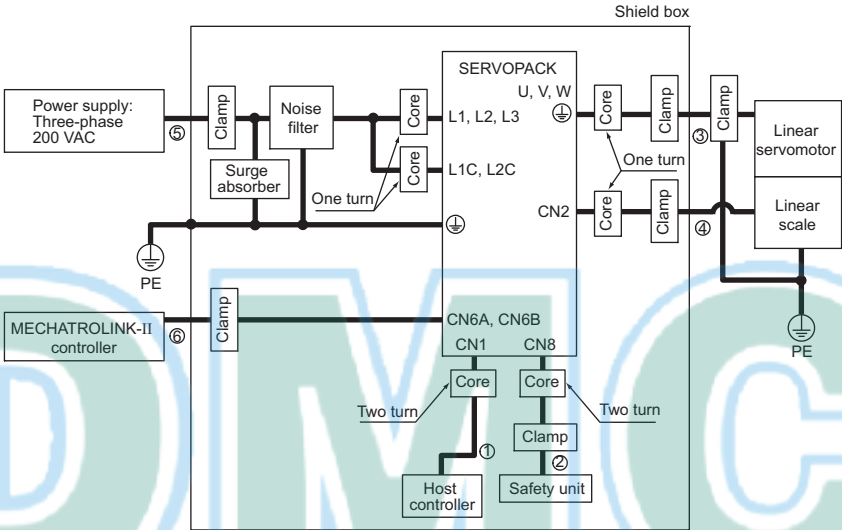 Shield box
SERVOPACK
U, V, W
Power supply:
Three-phase
200 VAC
⑤
Clamp
Noise
filter
Core
L1, L2, L3
Core
Clamp
③
Clamp
Linear
servomotor
Surge
absorber
One turn
Core
L1C, L2C
One turn
CN2
Core
Clamp
④
Linear
scale
PE
MECHATROLINK-II
controller
⑥
Clamp
CN6A, CN6B
CN1
CN8
PE
Core
Core
Two turn
Two turn
①
Clamp
②
Host
controller
Safety unit
DMC